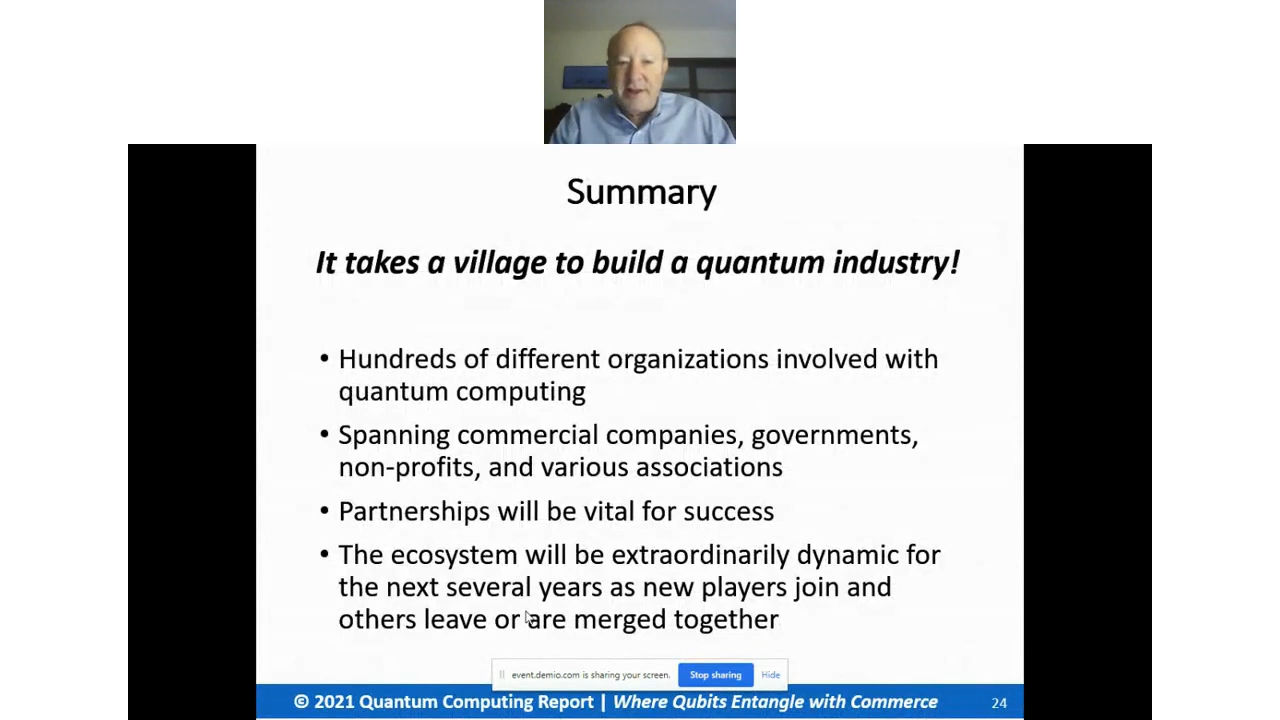 Summary
It takes a village to build a quantum industry!
• Hundreds of different organizations involved with
quantum computing
• Spanning commercial companies, governments,
non-profits, and various associations
• Partnerships will be vital for success
• The ecosystem will be extraordinarily dynamic for
the next several years as new players join and
others leave or are merged together
event.demio.com is sharing your screen. Stop sharing Hide
© 2021 Quantum Computing Report | Where Qubits Entangle with Commerce 24